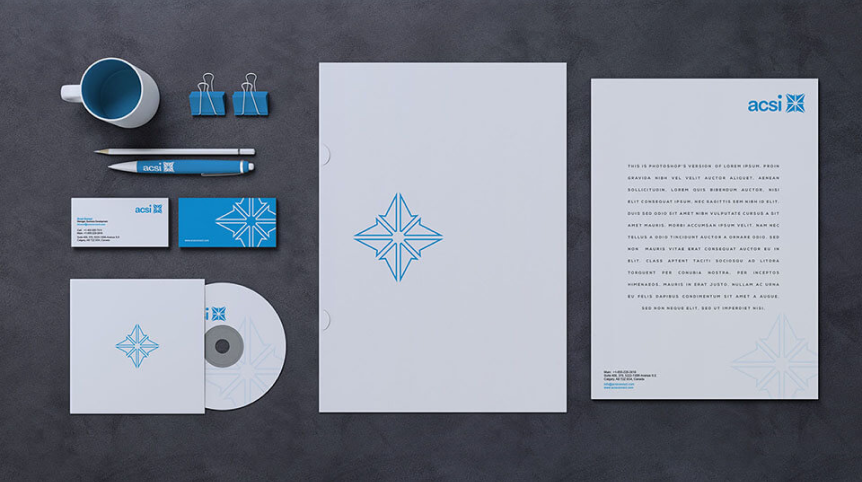 acsi
acsi
acsi
THIS IS PHOTOSHOP'S VERSION OF LOREM IPSUM. PROIN
GRAVIDA NIBH VEL VELIT AUCTOR ALIQUET. AENEAN
SOLLICITUDIN, LOREM QUIS BIBENDUM AUCTOR, NISI
ELIT CONSEQUAT IPSUM, NEC SAGITTIS SEM NIBH ID ELIT.
DUIS SED ODIO SIT AMET NIBH VULPUTATE CURSUS A SIT
AMET MAURIS. MORBI ACCUMSAN IPSUM VELIT. NAM NEC
TELLUS A ODIO TINCIDUNT AUCTOR A ORNARE ODIO. SED
NON MAURIS VITAE ERAT CONSEQUAT AUCTOR EU IN
ELIT. CLASS APTENT TACITI SOCIOSQU AD LITORA
TORQUENT PER CONUBIA NOSTRA, PER INCEPTOS
HIMENAEOS. MAURIS IN ERAT JUSTO. NULLAM AC URNA
EU FELIS DAPIBUS CONDIMENTUM SIT AMET A AUGUE.
SED NON NEQUE ELIT. SED UT IMPERDIET NISI.